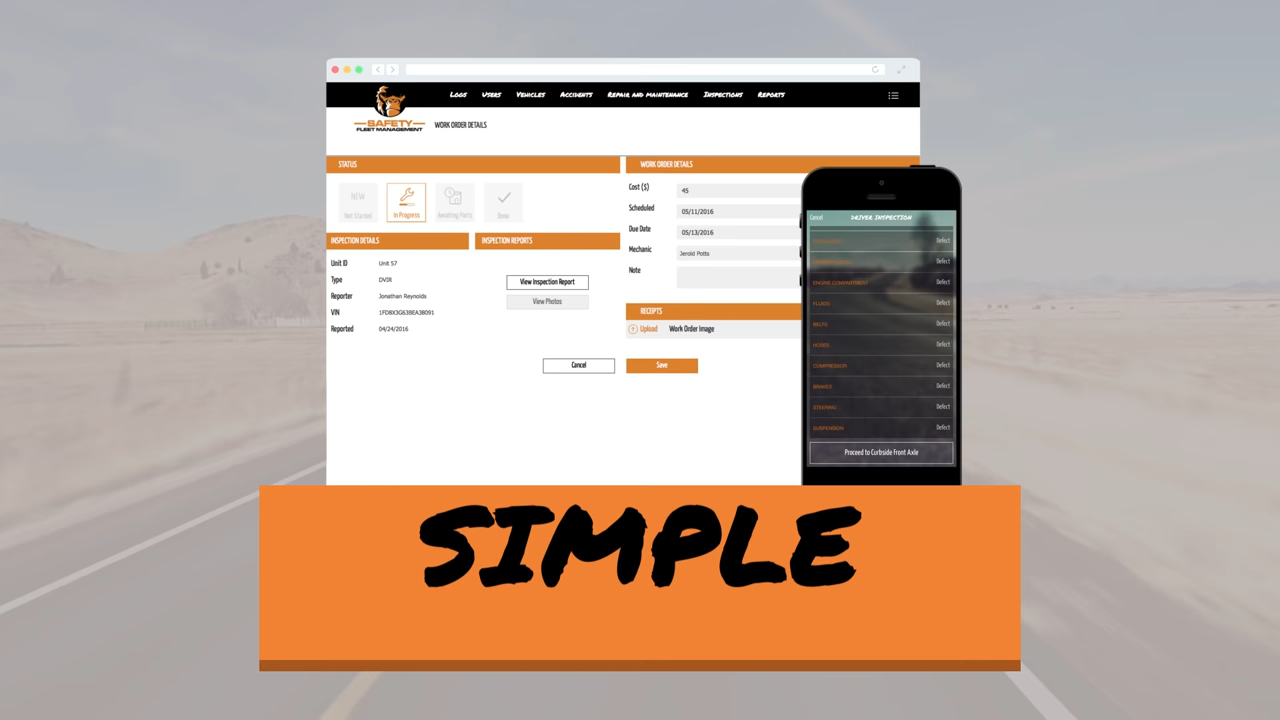 LOGS USERS VEHICLES ACCIDENTS REPAIR AND MAINTENANCE INSPECTIONS REPORTS
SAFETY
FLEET MANAGEMENT
WORK ORDER DETAILS
STATUS
NEW
Not Started
In Progress
Awaiting Parts
Done
INSPECTION DETAILS
Unit ID Unit 57
Type DVIR
Reporter Jonathan Reynolds
VIN 1FD8X3G63BEA38091
Reported 04/24/2016
INSPECTION REPORTS
View Inspection Report
View Photos
WORK ORDER DETAILS
Cost ($) 45
Scheduled 05/11/2016
Due Date 05/13/2016
Mechanic Jerold Potts
Note
RECEIPTS
Upload Work Order Image
Cancel Save
Cancel DRIVER INSPECTION
Defect
Defect
ENGINE COMPARTMENT Defect
FLUIDS Defect
BELTS Defect
HOSES Defect
COMPRESSOR Defect
BRAKES Defect
STEERING Defect
SUSPENSION Defect
Proceed to Curbside Front Axle
SIMPLE